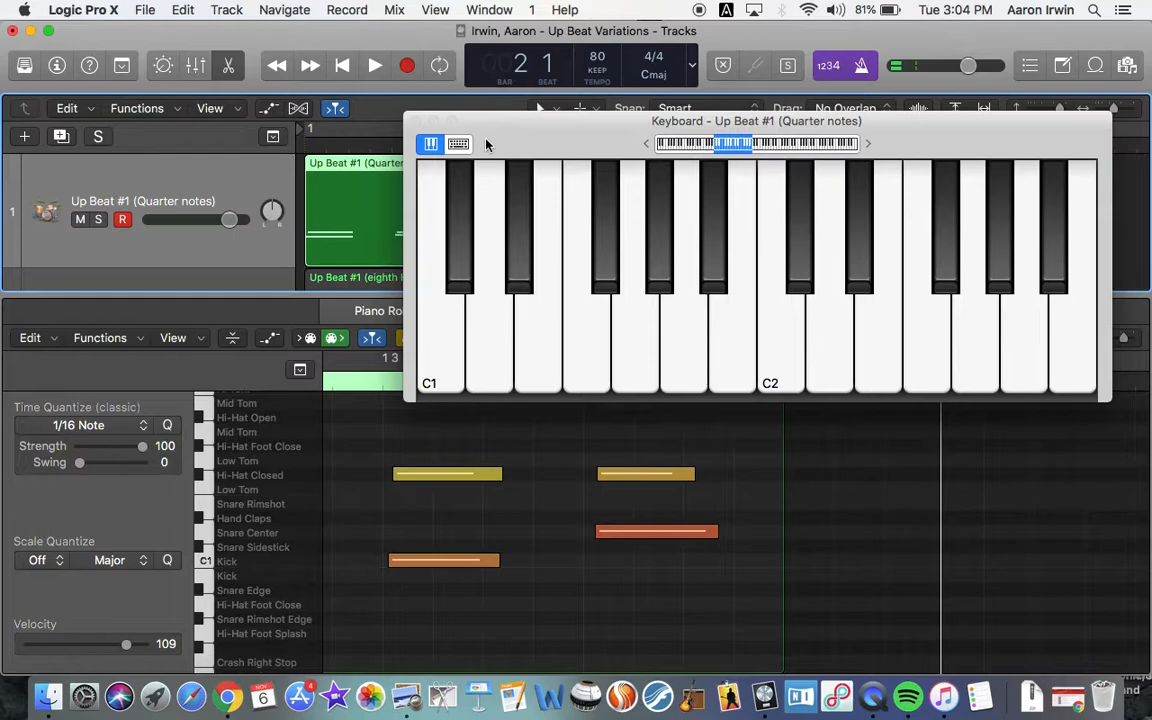 Logic Pro X File Edit Track Navigate Record Mix View Window 1 Help 81% Tue 3:04 PM Aaron Irwin
Irwin, Aaron - Up Beat Variations - Tracks
2 1 80 4/4
KEEP Cmaj
BAR BEAT TEMPO
S 1234
Edit Functions View Snap: Smart Drag: No Overlap
S 1
Keyboard - Up Beat #1 (Quarter notes)
Up Beat #1 (Quarter
1 Up Beat #1 (Quarter notes)
M S R L R
Up Beat #1 (eighth
C1 C2
Piano Ro
Edit Functions View
1 3
Time Quantize (classic)
1/16 Note Q
Strength 100
Swing 0
Scale Quantize
Off Major Q
Velocity
109
Mid Tom
Hi-Hat Open
Mid Tom
Hi-Hat Foot Close
Low Tom
Hi-Hat Closed
Low Tom
Snare Rimshot
Hand Claps
Snare Center
Snare Sidestick
C1 Kick
Kick
Snare Edge
Hi-Hat Foot Close
Snare Rimshot Edge
Hi-Hat Foot Splash
Crash Right Stop
NOV
6
4